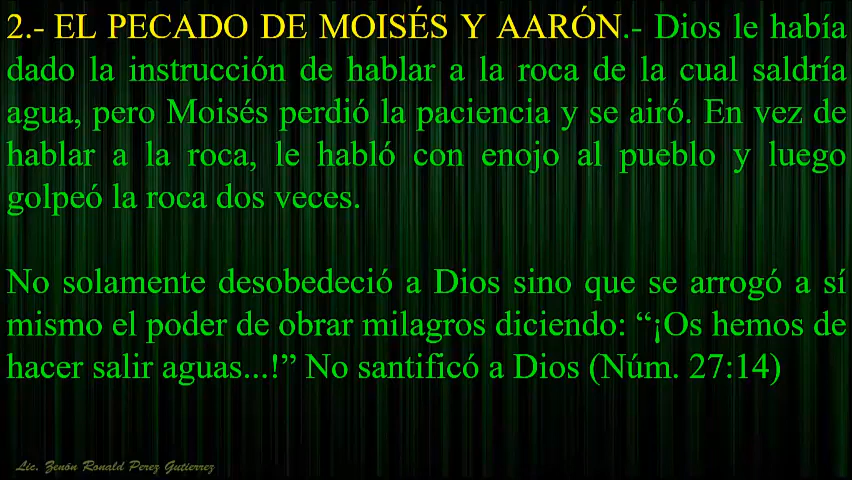 2.- EL PECADO DE MOISÉS Y AARÓN.- Dios le había
dado la instrucción de hablar a la roca de la cual saldría
agua, pero Moisés perdió la paciencia y se airó. En vez de
hablar a la roca, le habló con enojo al pueblo y luego
golpeó la roca dos veces.
No solamente desobedeció a Dios sino que se arrogó a sí
mismo el poder de obrar milagros diciendo: “¡Os hemos de
hacer salir aguas...!” No santificó a Dios (Núm. 27:14)
Lic. Zenón Ronald Perez Gutierrez